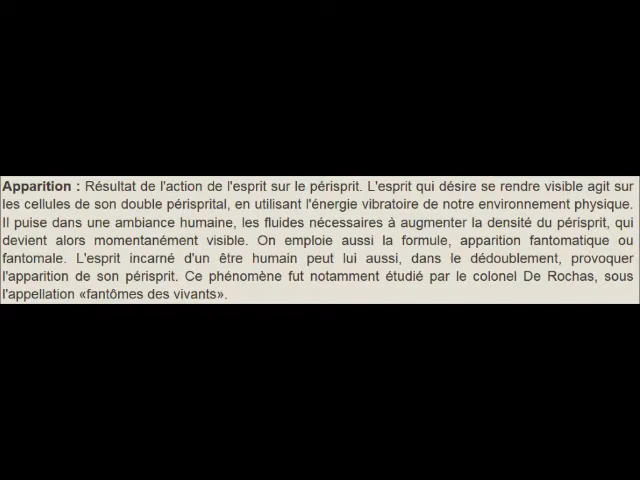 Apparition : Résultat de l'action de l'esprit sur le périsprit. L'esprit qui désire se rendre visible agit sur
les cellules de son double périsprital, en utilisant l'énergie vibratoire de notre environnement physique.
Il puise dans une ambiance humaine, les fluides nécessaires à augmenter la densité du périsprit, qui
devient alors momentanément visible. On emploie aussi la formule, apparition fantomatique ou
fantomale. L'esprit incarné d'un être humain peut lui aussi, dans le dédoublement, provoquer
l'apparition de son périsprit. Ce phénomène fut notamment étudié par le colonel De Rochas, sous
l'appellation «fantômes des vivants».